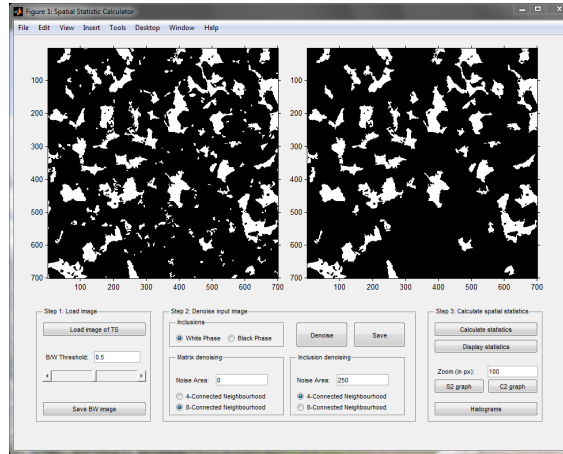 Figure 1: Spatial Statistic Calculator
File Edit View Insert Tools Desktop Window Help
100
200
300
400
500
600
700
100 200 300 400 500 600 700
100
200
300
400
500
600
700
100 200 300 400 500 600 700
Step 1: Load image
Load image of TS
B/W Threshold: 0.5
Save BW image
Step 2: Denoise input image
Inclusions
White Phase Black Phase
Denoise
Save
Matrix denoising
Noise Area: 0
4-Connected Neighbourhood
8-Connected Neighbourhood
Inclusion denoising
Noise Area: 250
4-Connected Neighbourhood
8-Connected Neighbourhood
Step 3: Calculate spatial statistics
Calculate statistics
Display statistics
Zoom (in px): 100
S2 graph C2 graph
Histograms